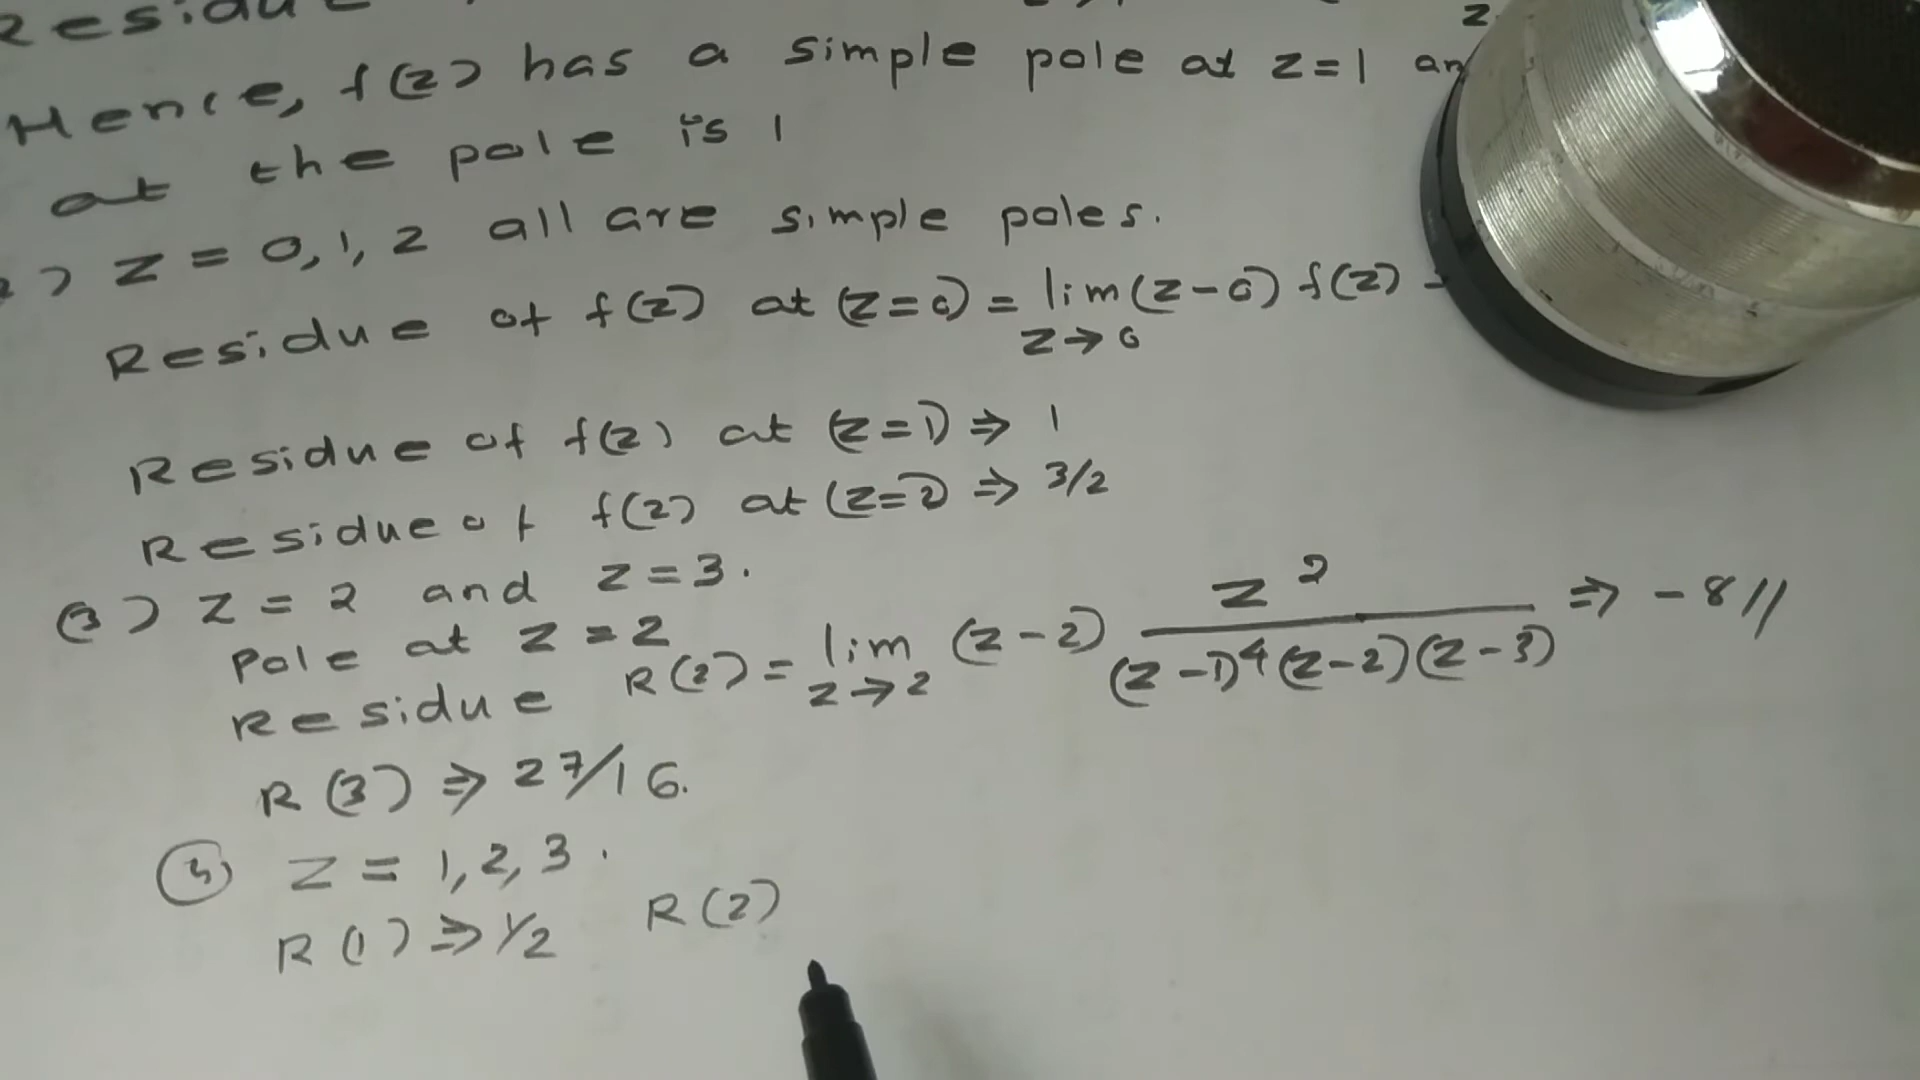 Residue
Hence, f(z) has a simple pole at z=1 an
at the pole is 1
2) z = 0, 1, 2 all are simple poles.
Residue of f(z) at (z=0) = lim (z-0) f(z) -
z→0
Residue of f(z) at (z=1) ⇒ 1
Residue of f(z) at (z=2) ⇒ 3/2
(3) z = 2 and z = 3.
Pole at z = 2
Residue R(2) = lim z→2 (z-2) z²/((z-1)⁴(z-2)(z-3)) ⇒ -8//
R(3) ⇒ 27/16.
z = 1, 2, 3.
R(1) ⇒ 1/2 R(2)